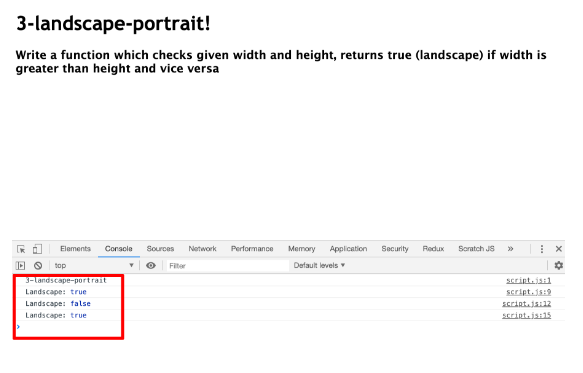 3-landscape-portrait!
Write a function which checks given width and height, returns true (landscape) if width is
greater than height and vice versa
Elements Console Sources Network Performance Memory Application Security Redux Scratch JS »
top Filter Default levels
3-landscape-portrait script.js:1
Landscape: true script.js:9
Landscape: false script.js:12
Landscape: true script.js:15
›